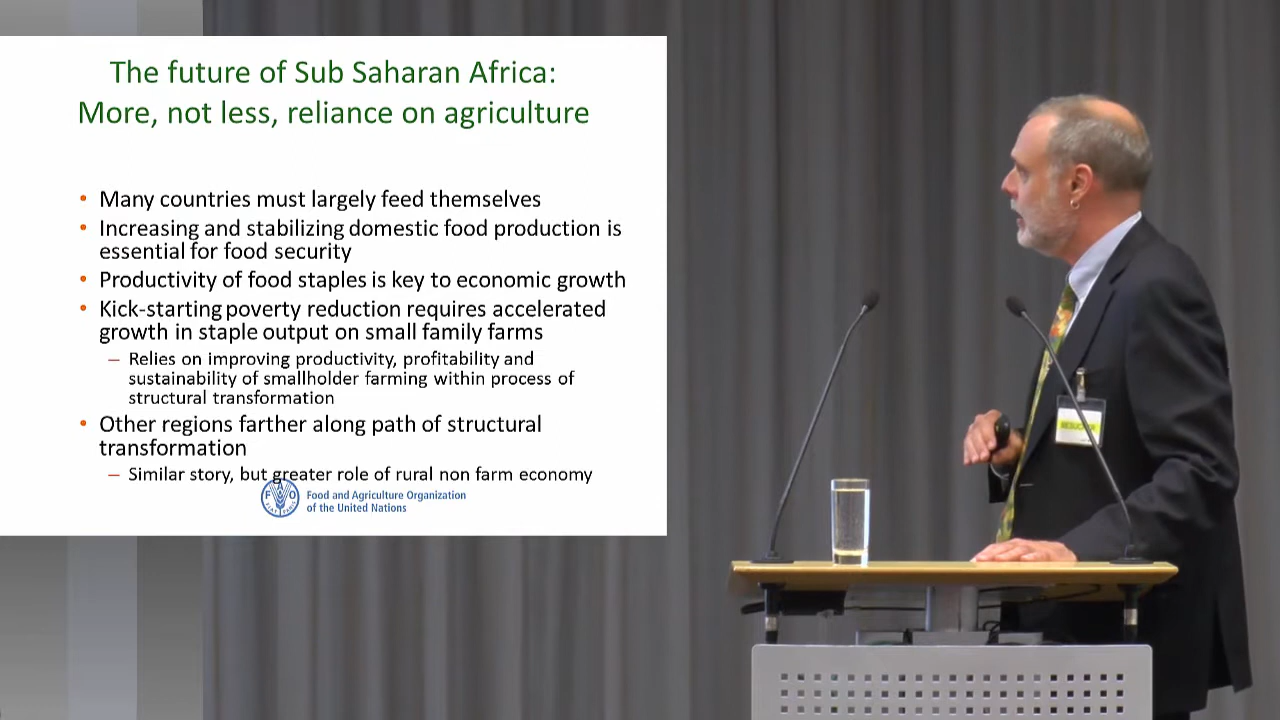 The future of Sub Saharan Africa:
More, not less, reliance on agriculture
• Many countries must largely feed themselves
• Increasing and stabilizing domestic food production is
essential for food security
• Productivity of food staples is key to economic growth
• Kick-starting poverty reduction requires accelerated
growth in staple output on small family farms
– Relies on improving productivity, profitability and
sustainability of smallholder farming within process of
structural transformation
• Other regions farther along path of structural
transformation
– Similar story, but greater role of rural non farm economy
FAO
FIAT PANIS
Food and Agriculture Organization
of the United Nations
BESUCHER